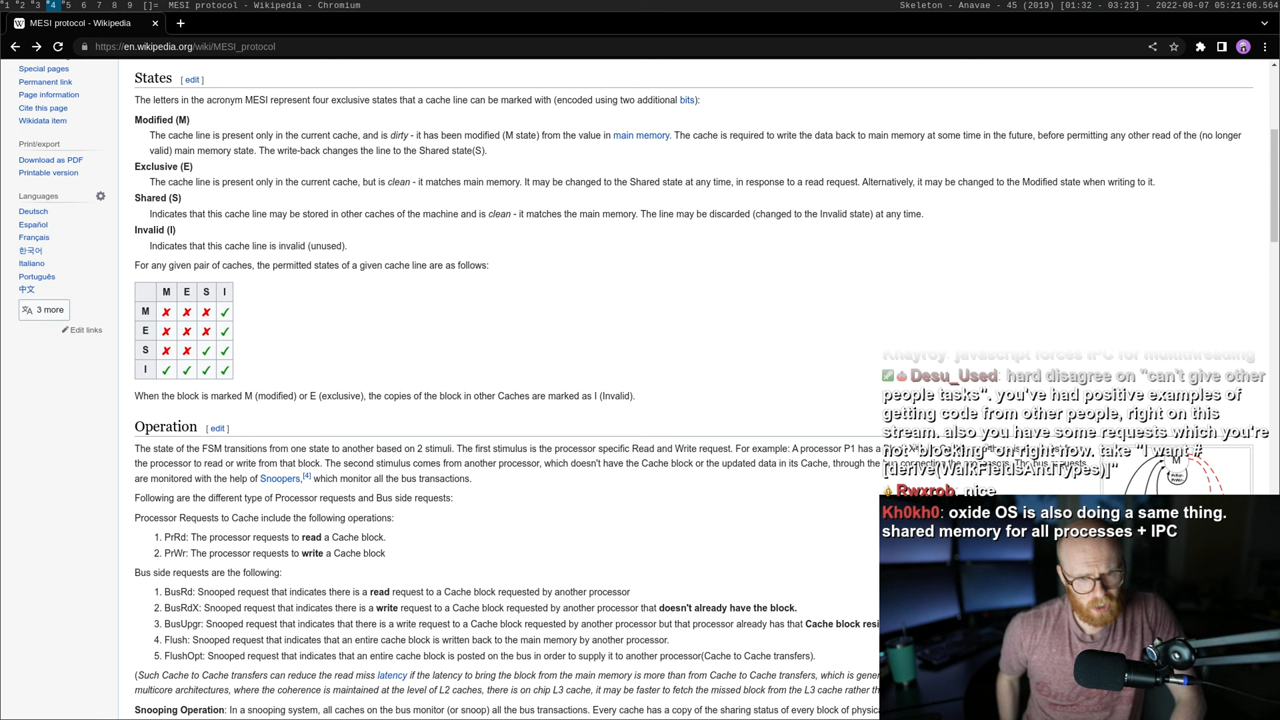 1 2 3 4 5 6 7 8 9 []= MESI protocol - Wikipedia - Chromium
Skeleton - Anavae - 45 (2019) [01:32 - 03:23] - 2022-08-07 05:21:06.564
MESI protocol - Wikipedia
https://en.wikipedia.org/wiki/MESI_protocol
Special pages
Permanent link
Page information
Cite this page
Wikidata item
Print/export
Download as PDF
Printable version
Languages
Deutsch
Español
Français
한국어
Italiano
Português
中文
3 more
Edit links
States [ edit ]
The letters in the acronym MESI represent four exclusive states that a cache line can be marked with (encoded using two additional bits):
Modified (M)
The cache line is present only in the current cache, and is dirty - it has been modified (M state) from the value in main memory. The cache is required to write the data back to main memory at some time in the future, before permitting any other read of the (no longer
valid) main memory state. The write-back changes the line to the Shared state(S).
Exclusive (E)
The cache line is present only in the current cache, but is clean - it matches main memory. It may be changed to the Shared state at any time, in response to a read request. Alternatively, it may be changed to the Modified state when writing to it.
Shared (S)
Indicates that this cache line may be stored in other caches of the machine and is clean - it matches the main memory. The line may be discarded (changed to the Invalid state) at any time.
Invalid (I)
Indicates that this cache line is invalid (unused).
For any given pair of caches, the permitted states of a given cache line are as follows:
M E S I
M ✗ ✗ ✗ ✓
E ✗ ✗ ✗ ✓
S ✗ ✗ ✓ ✓
I ✓ ✓ ✓ ✓
When the block is marked M (modified) or E (exclusive), the copies of the block in other Caches are marked as I (Invalid).
Operation [ edit ]
The state of the FSM transitions from one state to another based on 2 stimuli. The first stimulus is the processor specific Read and Write request. For example: A processor P1 has a
the processor to read or write from that block. The second stimulus comes from another processor, which doesn't have the Cache block or the updated data in its Cache, through the
are monitored with the help of Snoopers,[4] which monitor all the bus transactions.
Following are the different type of Processor requests and Bus side requests:
Processor Requests to Cache include the following operations:
1. PrRd: The processor requests to read a Cache block.
2. PrWr: The processor requests to write a Cache block
Bus side requests are the following:
1. BusRd: Snooped request that indicates there is a read request to a Cache block requested by another processor
2. BusRdX: Snooped request that indicates there is a write request to a Cache block requested by another processor that doesn't already have the block.
3. BusUpgr: Snooped request that indicates that there is a write request to a Cache block requested by another processor but that processor already has that Cache block resi
4. Flush: Snooped request that indicates that an entire cache block is written back to the main memory by another processor.
5. FlushOpt: Snooped request that indicates that an entire cache block is posted on the bus in order to supply it to another processor(Cache to Cache transfers).
(Such Cache to Cache transfers can reduce the read miss latency if the latency to bring the block from the main memory is more than from Cache to Cache transfers, which is gener
multicore architectures, where the coherence is maintained at the level of L2 caches, there is on chip L3 cache, it may be faster to fetch the missed block from the L3 cache rather th
Snooping Operation: In a snooping system, all caches on the bus monitor (or snoop) all the bus transactions. Every cache has a copy of the sharing status of every block of physica
Khayroy: javascript forces IPC for multithreading
Desu_Used: hard disagree on "can't give other
people tasks". you've had positive examples of
getting code from other people, right on this
stream. also you have some requests which you're
not "blocking" on right now. take "I want #
[derive(WalkFieldsAndTypes)]"
Rwxrob: nice
Kh0kh0: oxide OS is also doing a same thing.
shared memory for all processes + IPC
M